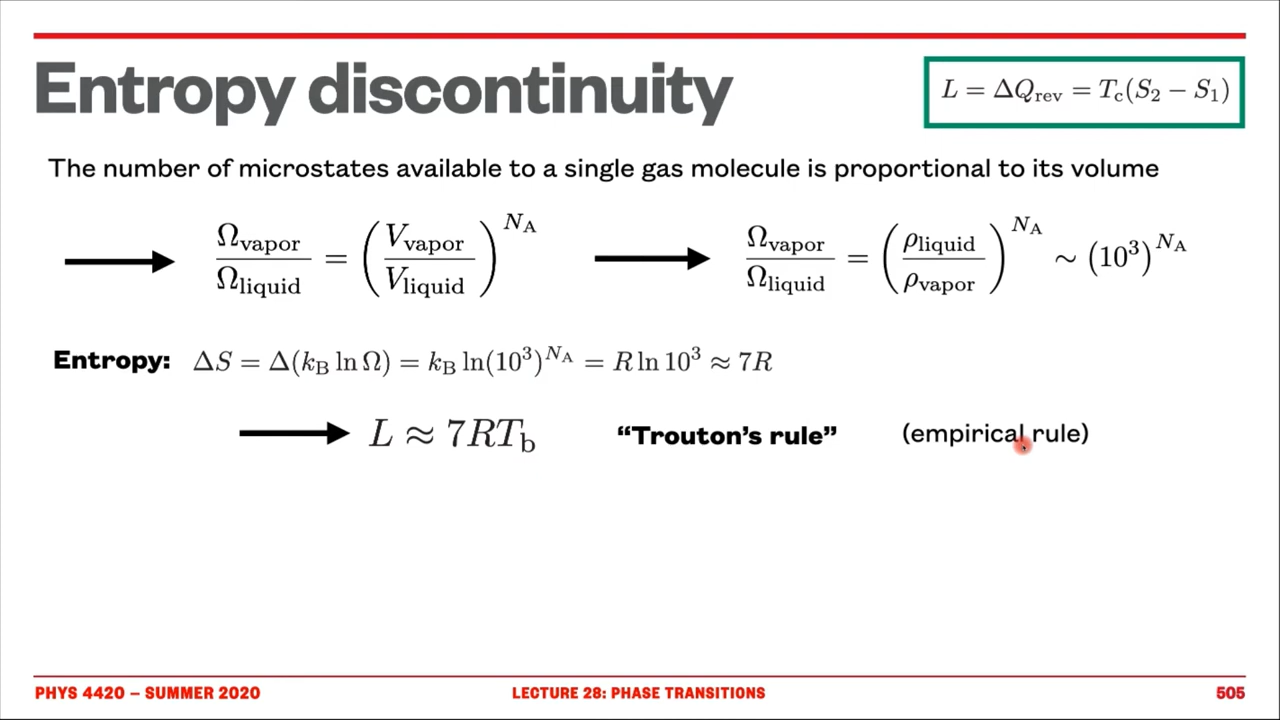 Entropy discontinuity
L = ΔQ_rev = T_c(S_2 − S_1)
The number of microstates available to a single gas molecule is proportional to its volume
Ω_vapor / Ω_liquid = (V_vapor / V_liquid)^{N_A}
Ω_vapor / Ω_liquid = (ρ_liquid / ρ_vapor)^{N_A} ∼ (10^3)^{N_A}
Entropy: ΔS = Δ(k_B ln Ω) = k_B ln(10^3)^{N_A} = R ln 10^3 ≈ 7R
L ≈ 7RT_b "Trouton's rule" (empirical rule)
PHYS 4420 – SUMMER 2020
LECTURE 28: PHASE TRANSITIONS
505